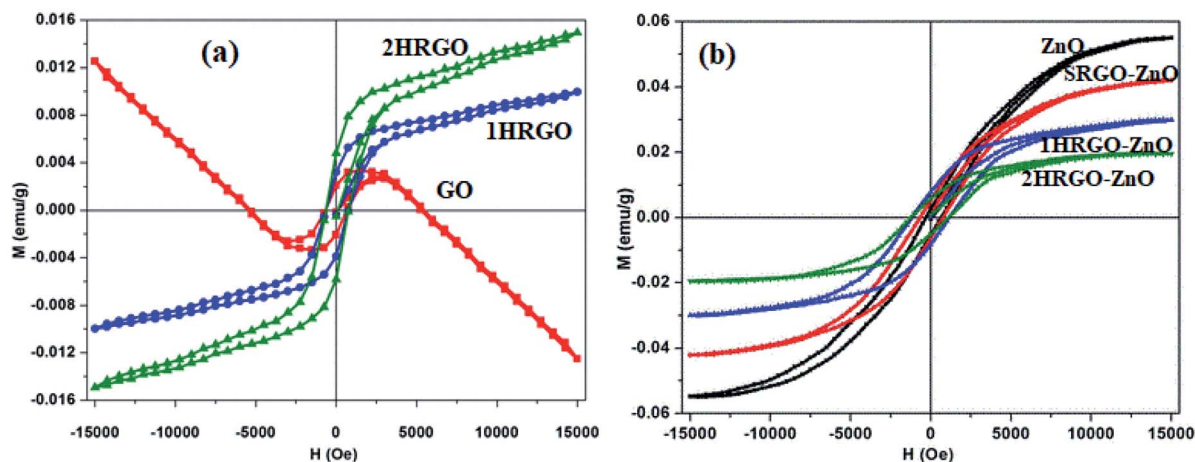 (a)
2HRGO
1HRGO
GO
0.016
0.012
0.008
0.004
0.000
-0.004
-0.008
-0.012
-0.016
M (emu/g)
-15000 -10000 -5000 0 5000 10000 15000
H (Oe)
(b)
ZnO
SRGO-ZnO
1HRGO-ZnO
2HRGO-ZnO
0.06
0.04
0.02
0.00
-0.02
-0.04
-0.06
M (emu/g)
-15000 -10000 -5000 0 5000 10000 15000
H (Oe)